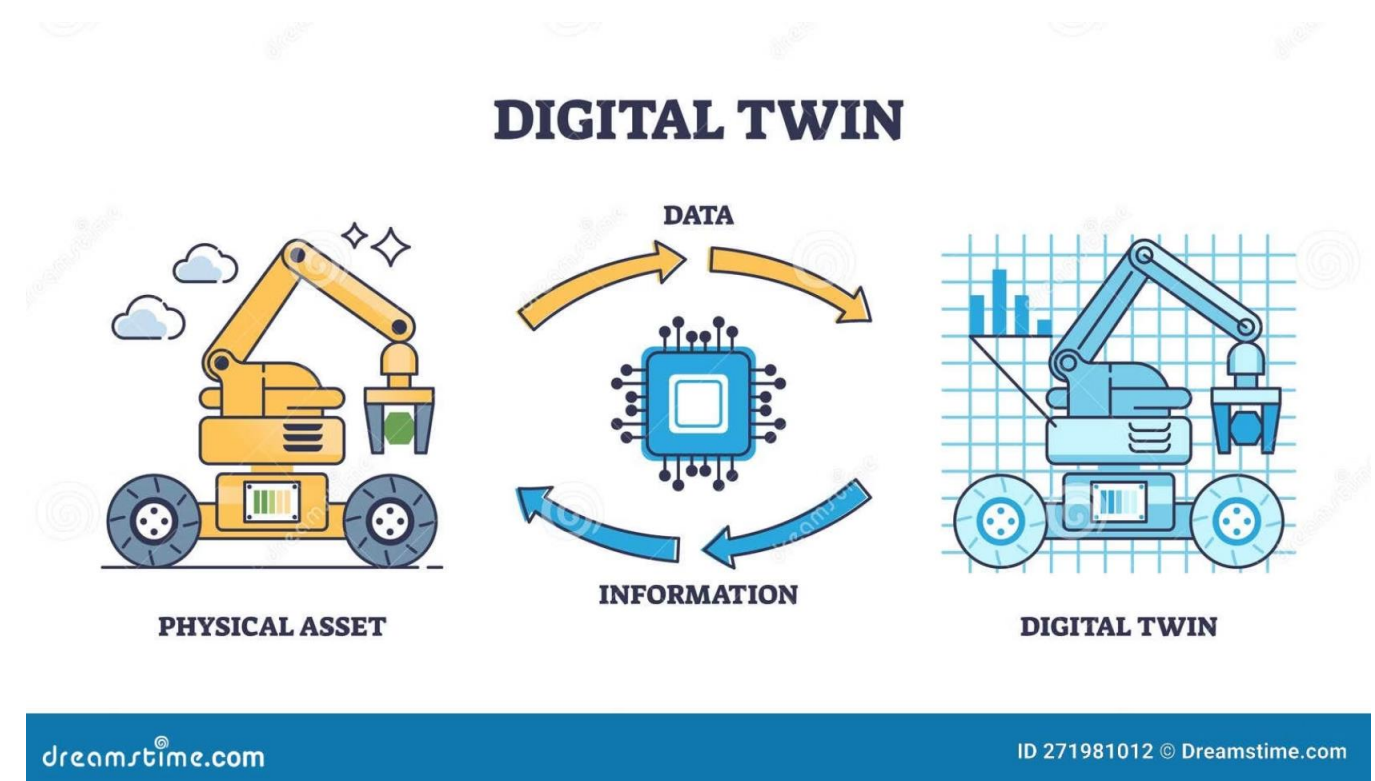 DIGITAL TWIN
DATA
INFORMATION
PHYSICAL ASSET
DIGITAL TWIN
dreamstime.com
ID 271981012 © Dreamstime.com